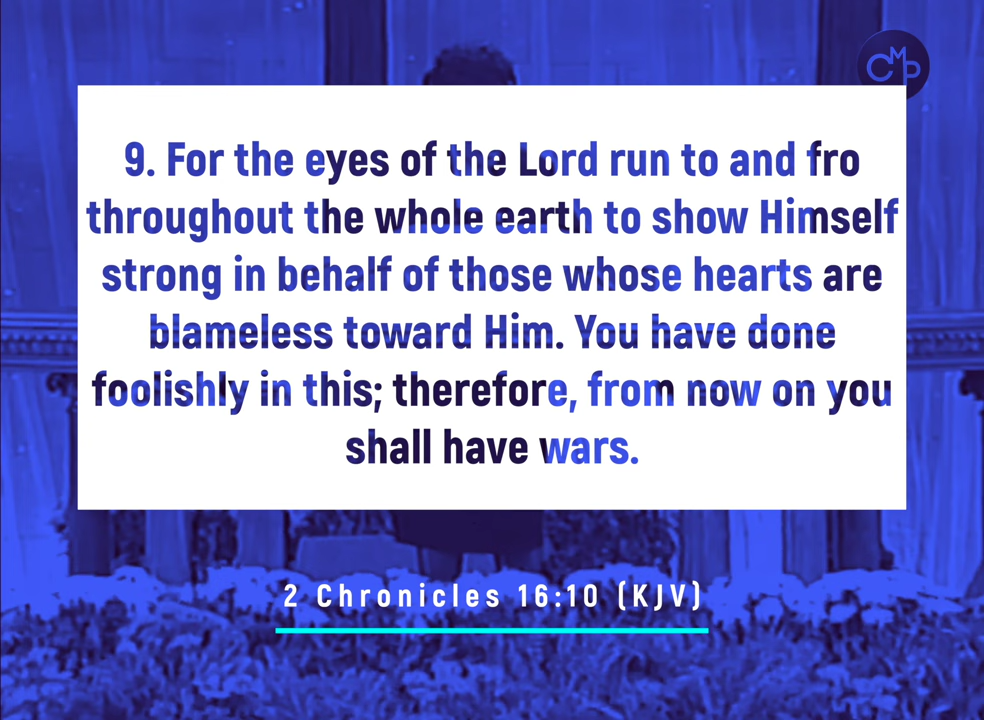 CMP
9. For the eyes of the Lord run to and fro
throughout the whole earth to show Himself
strong in behalf of those whose hearts are
blameless toward Him. You have done
foolishly in this; therefore, from now on you
shall have wars.
2 Chronicles 16:10 (KJV)